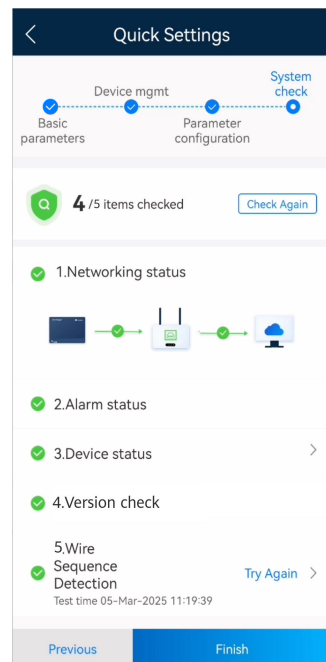 Quick Settings
System
check
Device mgmt
Basic
parameters
Parameter
configuration
4 /5 items checked
Check Again
1.Networking status
2.Alarm status
3.Device status
4.Version check
5.Wire
Sequence
Detection
Try Again
Test time 05-Mar-2025 11:19:39
Previous
Finish